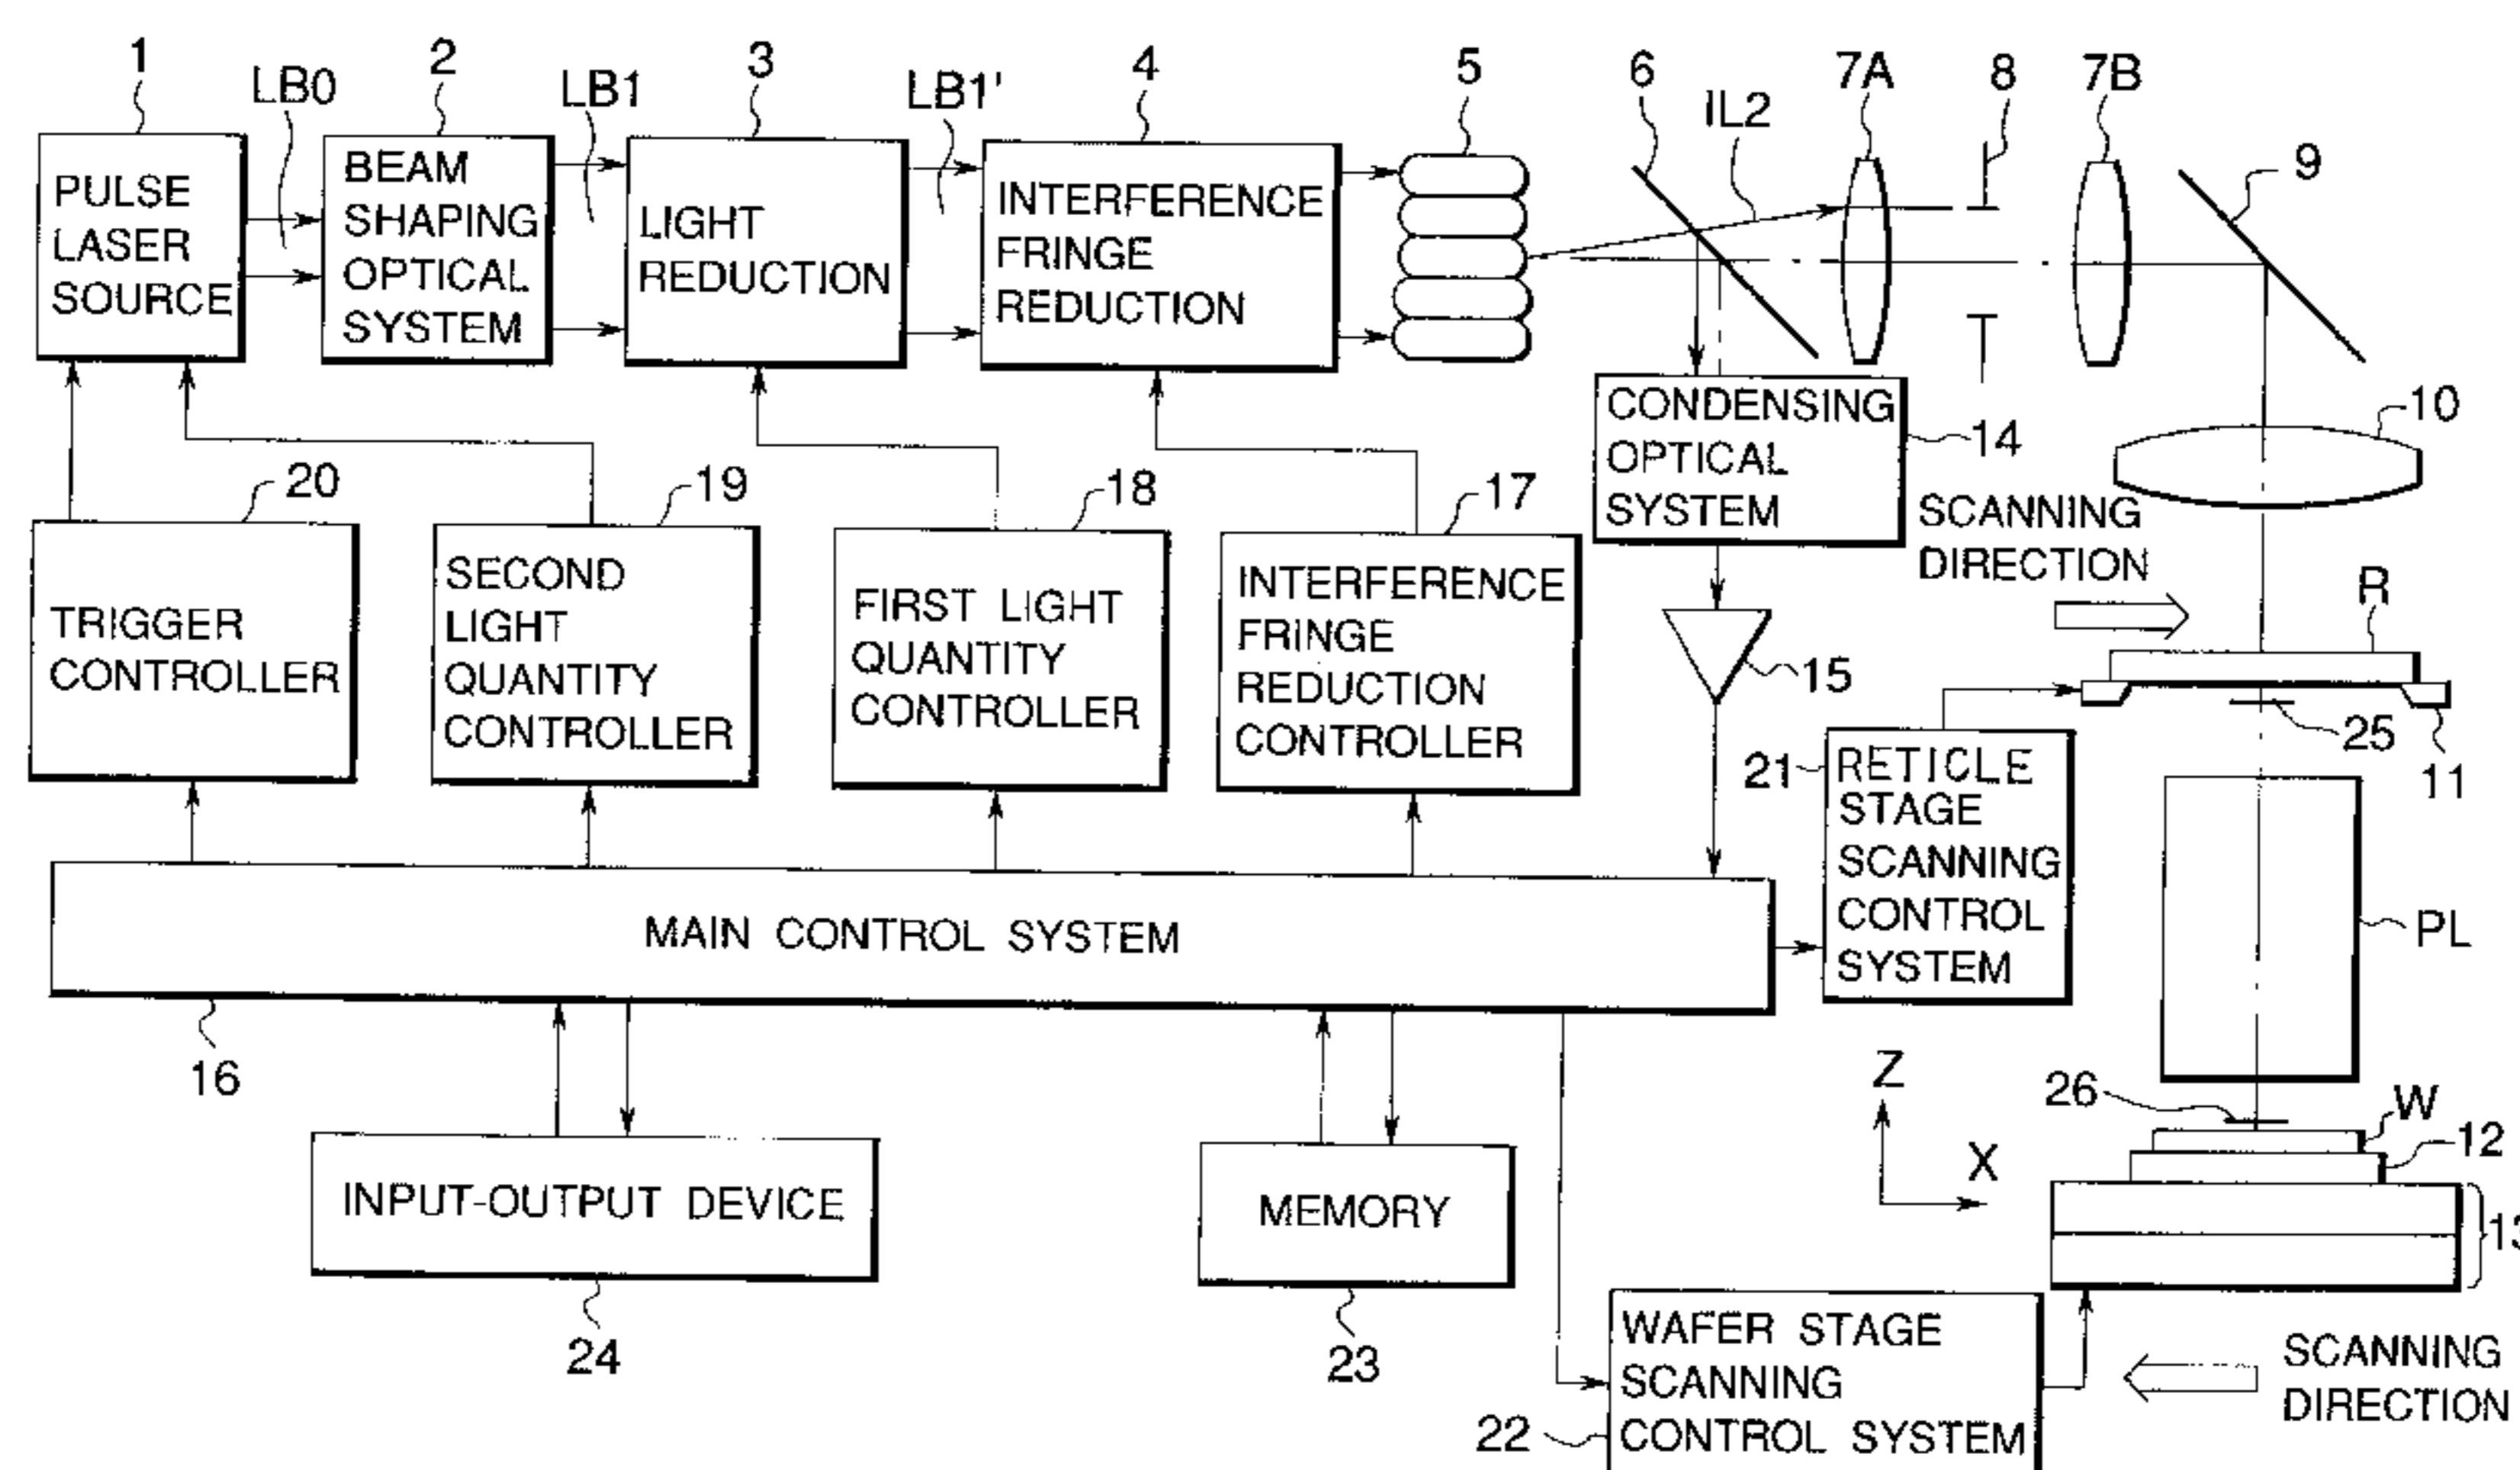 1
2
3
4
5
6
7A
8
7B
LB0
LB1
LB1'
IL2
9
PULSE
LASER
SOURCE
BEAM
SHAPING
OPTICAL
SYSTEM
LIGHT
REDUCTION
INTERFERENCE
FRINGE
REDUCTION
CONDENSING
OPTICAL
SYSTEM
14
10
SCANNING
DIRECTION
20
19
18
17
TRIGGER
CONTROLLER
SECOND
LIGHT
QUANTITY
CONTROLLER
FIRST LIGHT
QUANTITY
CONTROLLER
INTERFERENCE
FRINGE
REDUCTION
CONTROLLER
15
R
25
11
21
RETICLE
STAGE
SCANNING
CONTROL
SYSTEM
PL
MAIN CONTROL SYSTEM
16
Z
X
26
W
12
13
INPUT-OUTPUT DEVICE
24
MEMORY
23
WAFER STAGE
SCANNING
CONTROL SYSTEM
22
SCANNING
DIRECTION